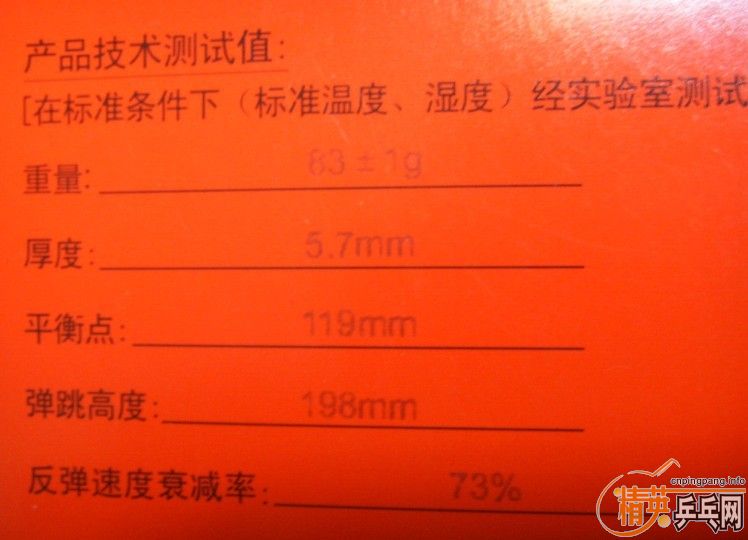 产品技术测试值:
[在标准条件下（标准温度、湿度）经实验室测试
重量: 83±1g
厚度: 5.7mm
平衡点: 119mm
弹跳高度: 198mm
反弹速度衰减率: 73%
cnpingpang.info
精英乒乓网